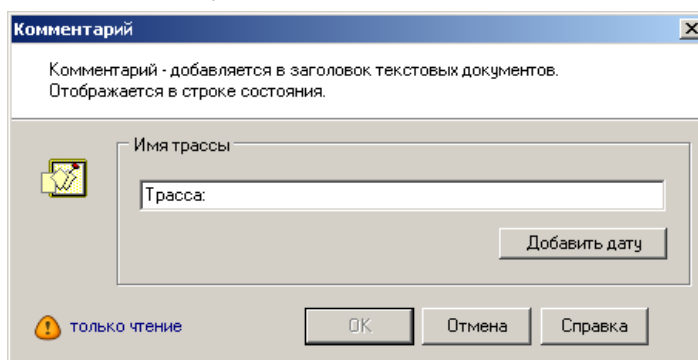 Комментарий
Комментарий - добавляется в заголовок текстовых документов.
Отображается в строке состояния.
Имя трассы
Трасса:
Добавить дату
только чтение
OK
Отмена
Справка